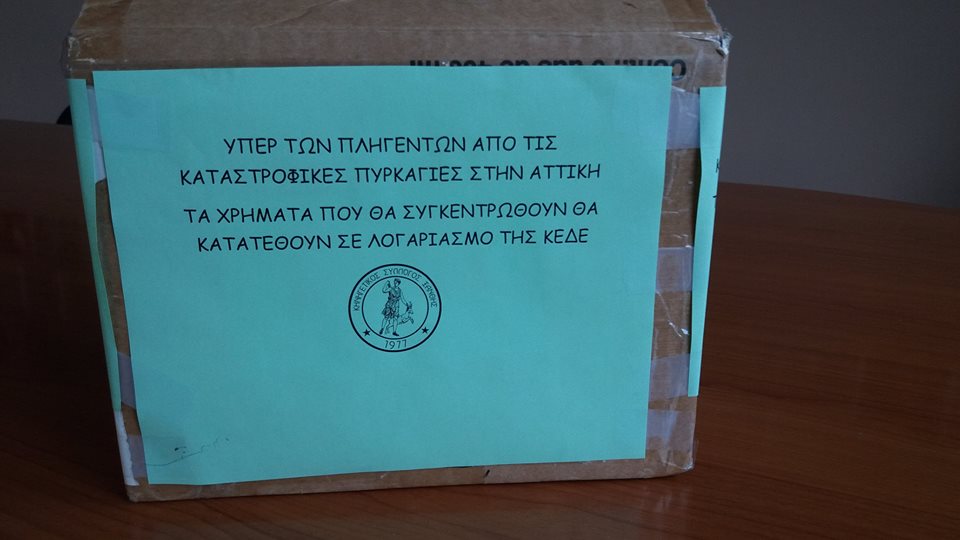 ΥΠΕΡ ΤΩΝ ΠΛΗΓΕΝΤΩΝ ΑΠΟ ΤΙΣ
ΚΑΤΑΣΤΡΟΦΙΚΕΣ ΠΥΡΚΑΓΙΕΣ ΣΤΗΝ ΑΤΤΙΚΗ
ΤΑ ΧΡΗΜΑΤΑ ΠΟΥ ΘΑ ΣΥΓΚΕΝΤΡΩΘΟΥΝ ΘΑ
ΚΑΤΑΤΕΘΟΥΝ ΣΕ ΛΟΓΑΡΙΑΣΜΟ ΤΗΣ ΚΕΔΕ
ΚΥΝΗΓΕΤΙΚΟΣ ΣΥΛΛΟΓΟΣ ΞΑΝΘΗΣ
1977